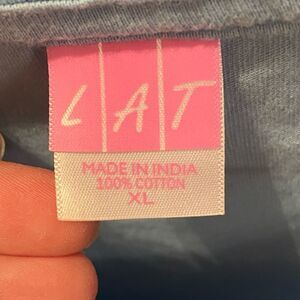 LAT
MADE IN INDIA
100% COTTON
XL